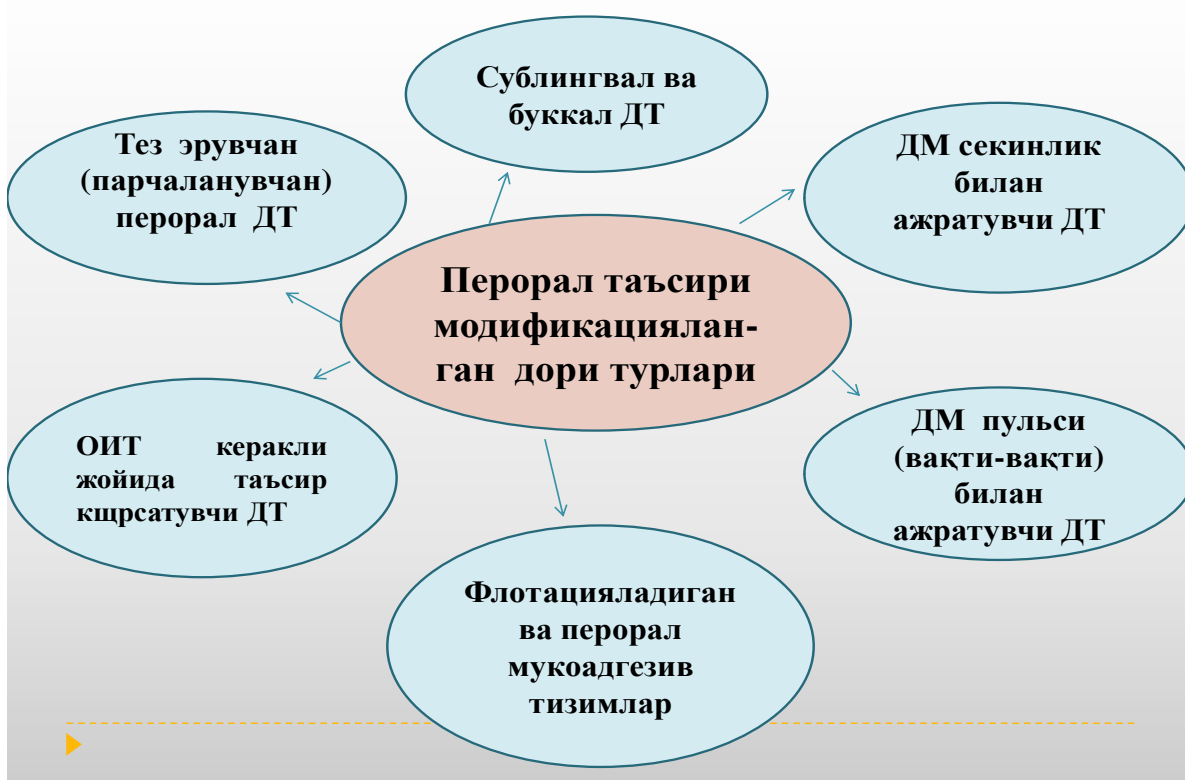 Сублингвал ва
буккал ДТ
Тез эрувчан
(парчаланувчан)
перорал ДТ
ДМ секинлик
билан
ажратувчи ДТ
Перорал таъсири
модификациялан-
ган дори турлари
ОИТ керакли
жойида таъсир
кщрсатувчи ДТ
ДМ пульси
(вақти-вақти)
билан
ажратувчи ДТ
Флотацияладиган
ва перорал
мукоадгезив
тизимлар